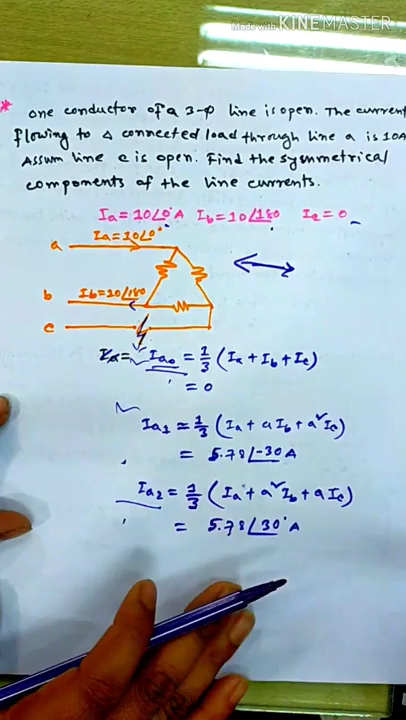 Made with KINEMASTER
* one conductor of a 3-φ line is open. The current
flowing to Δ connected load through line a is 10A
Assum line c is open. Find the symmetrical
components of the line currents.
Ia = 10∠0° A Ib = 10∠180 Ic = 0
Ia = 10∠0°
a
b Ib = 10∠180
c
Ia0 = 1/3 (Ia + Ib + Ic)
= 0
Ia1 = 1/3 (Ia + aIb + a²Ic)
= 5.78∠-30 A
Ia2 = 1/3 (Ia + a²Ib + aIc)
= 5.78∠30° A